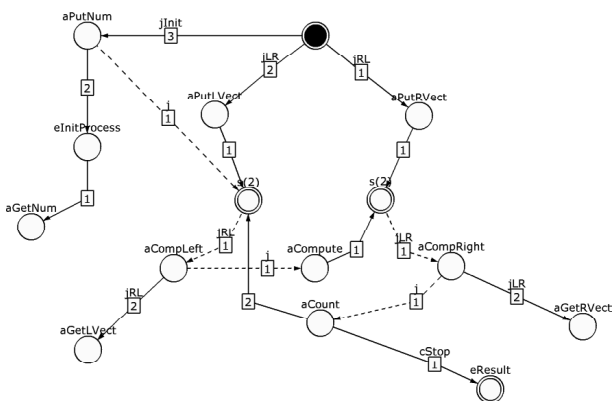 aPutNum
jInit
3
jLR
2
jRL
1
aPutLVect
aPutRVect
2
j
1
eInitProcess
1
1
1
aGetNum
s(2)
s(2)
jRL
1
jLR
1
aCompLeft
j
1
aCompute
1
aCompRight
jRL
2
2
aCount
j
1
jLR
2
aGetRVect
aGetLVect
cStop
1
eResult